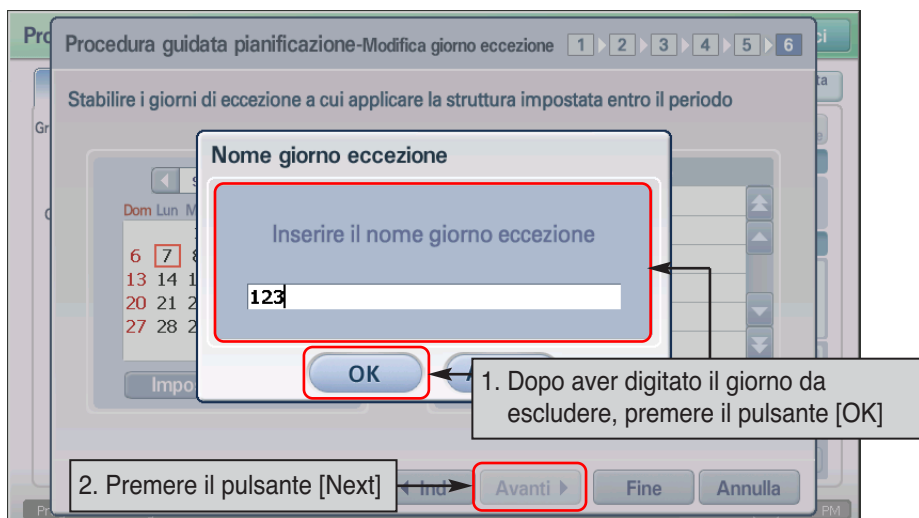 Procedura guidata pianificazione-Modifica giorno eccezione 1 2 3 4 5 6
Stabilire i giorni di eccezione a cui applicare la struttura impostata entro il periodo
Nome giorno eccezione
Dom Lun
Inserire il nome giorno eccezione
6 7
13 14
20 21
27 28
123
OK
1. Dopo aver digitato il giorno da
escludere, premere il pulsante [OK]
2. Premere il pulsante [Next]
Avanti
Fine
Annulla
PM